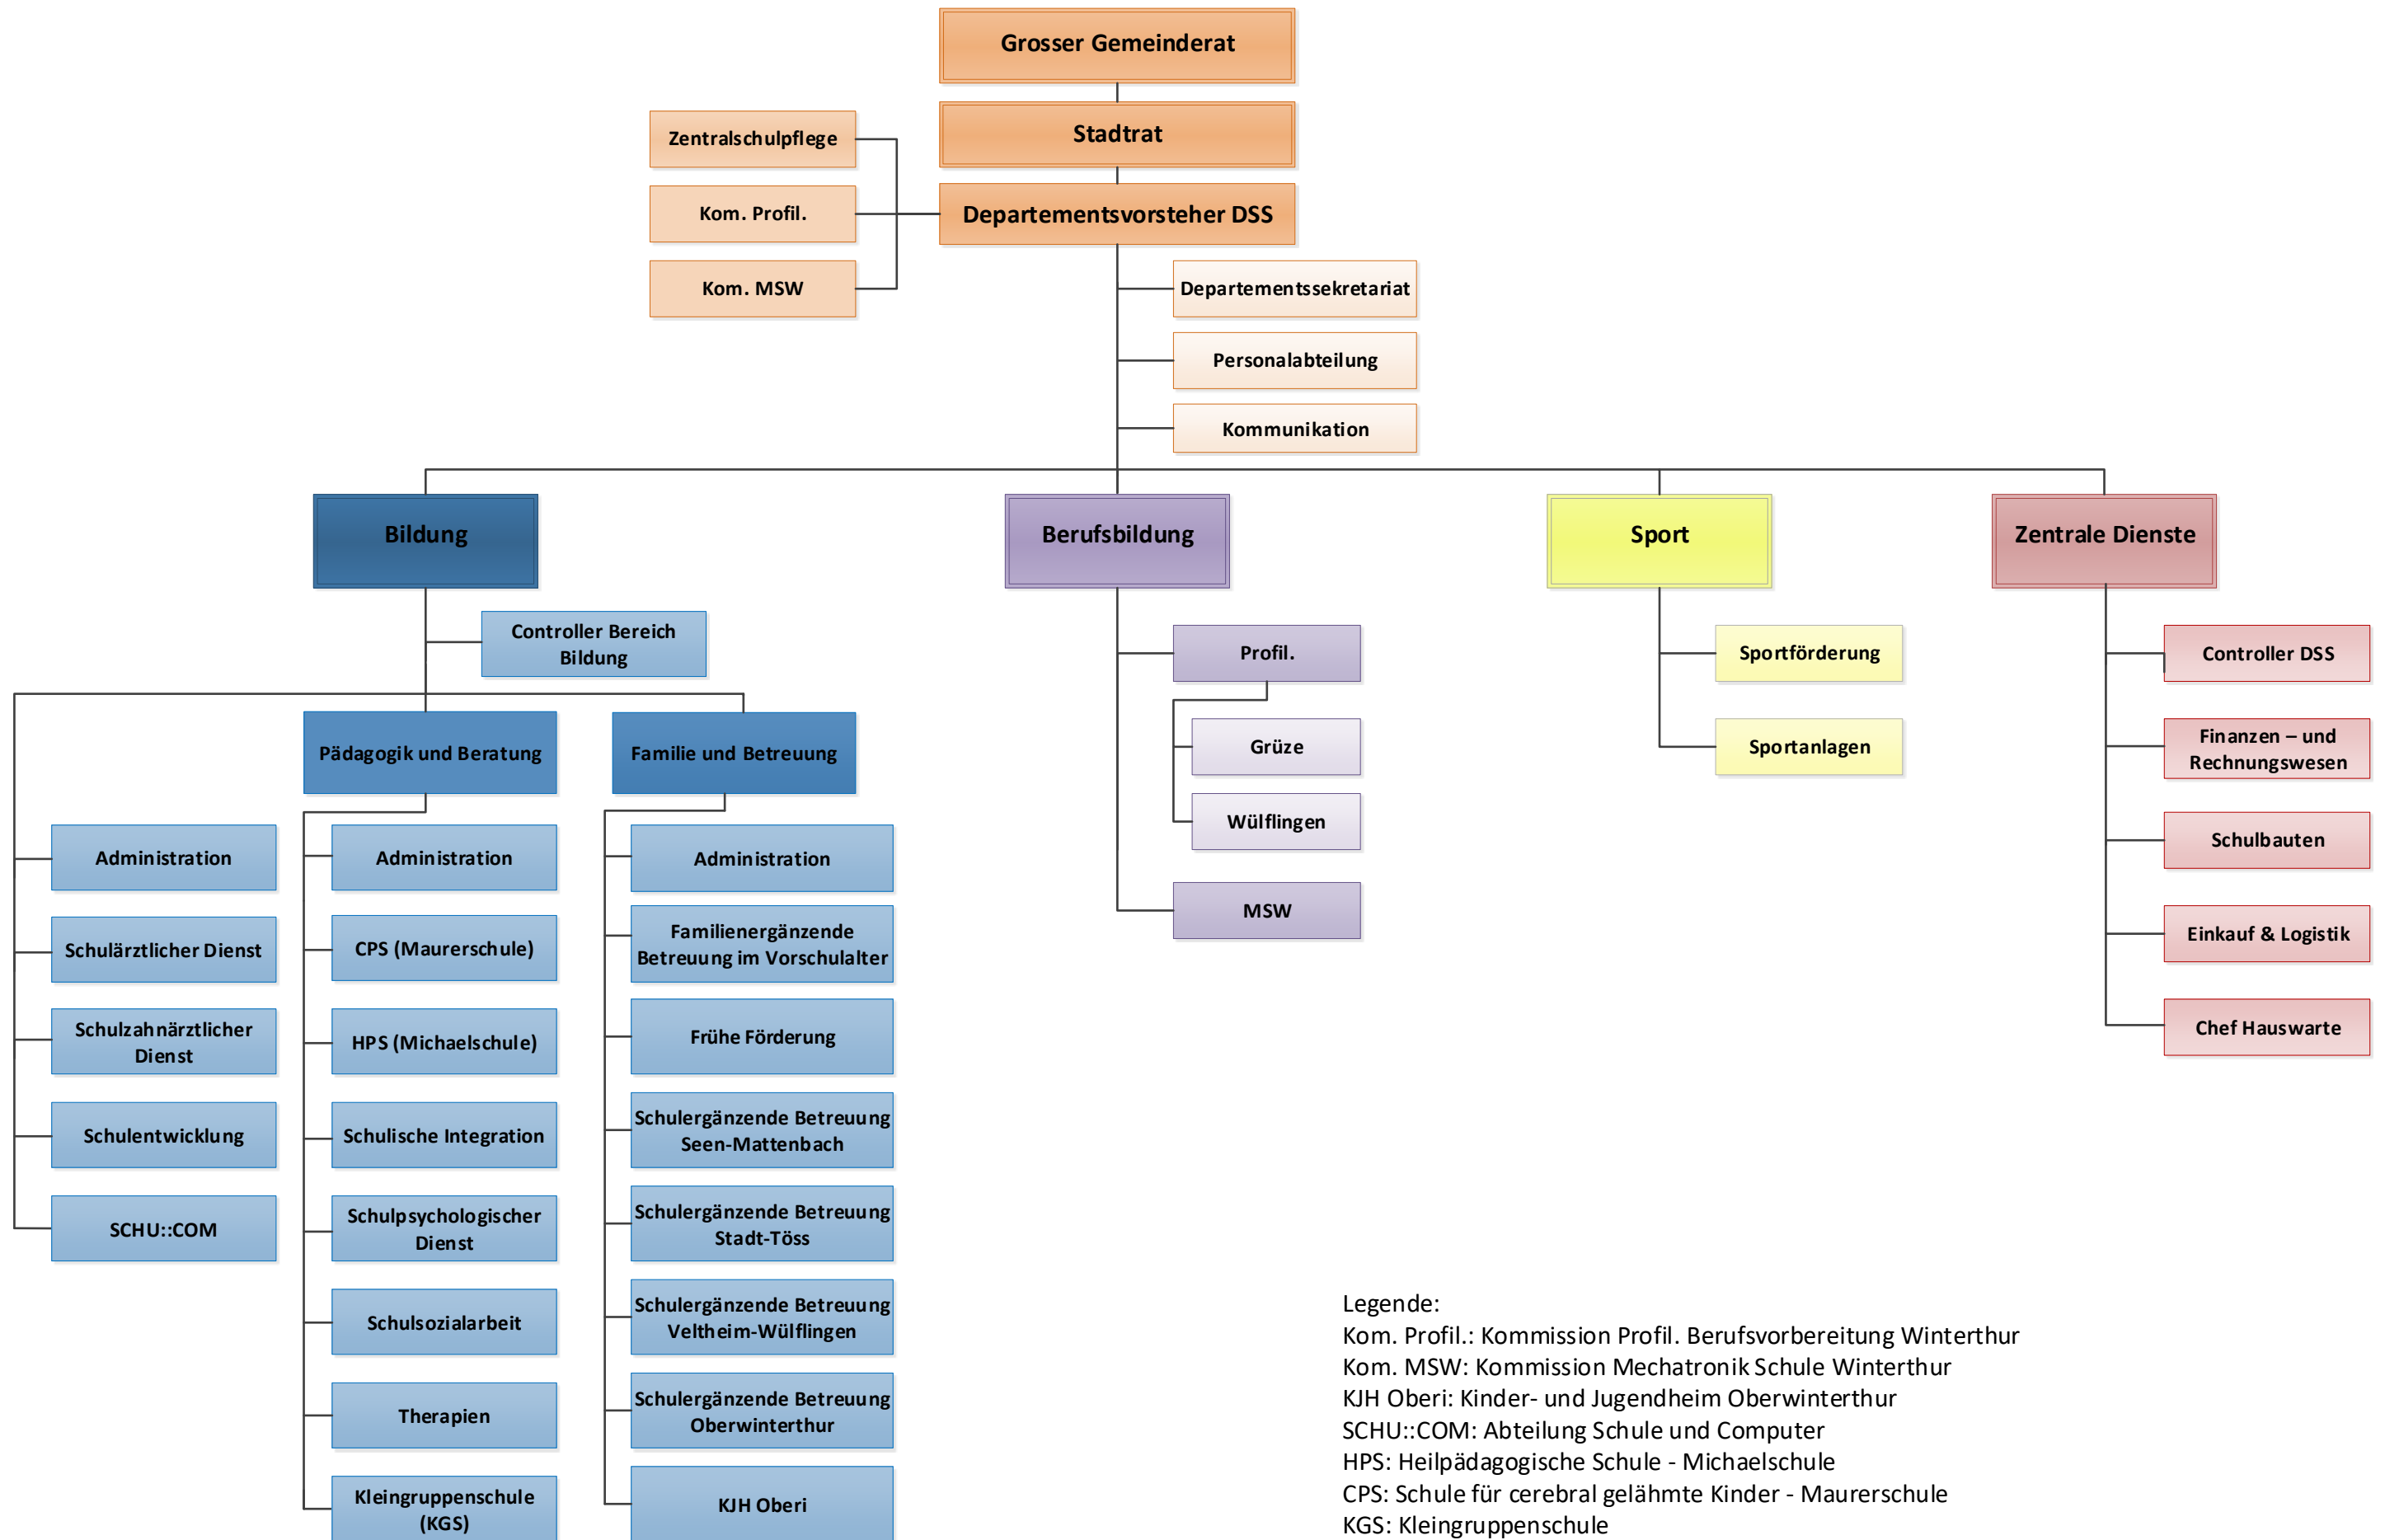 Grosser Gemeinderat
Stadtrat
Zentralschulpflege
Kom. Profil.
Departementsvorsteher DSS
Kom. MSW
Departementssekretariat
Personalabteilung
Kommunikation
Bildung
Berufsbildung
Sport
Zentrale Dienste
Controller Bereich
Bildung
Pädagogik und Beratung
Familie und Betreuung
Administration
Schulärztlicher Dienst
Schulzahnärztlicher
Dienst
Schulentwicklung
SCHU::COM
Administration
CPS (Maurerschule)
HPS (Michaelschule)
Schulische Integration
Schulpsychologischer
Dienst
Schulsozialarbeit
Therapien
Kleingruppenschule
(KGS)
Administration
Familienergänzende
Betreuung im Vorschulalter
Frühe Förderung
Schulergänzende Betreuung
Seen-Mattenbach
Schulergänzende Betreuung
Stadt-Töss
Schulergänzende Betreuung
Veltheim-Wülflingen
Schulergänzende Betreuung
Oberwinterthur
KJH Oberi
Profil.
Grüze
Wülflingen
MSW
Sportförderung
Sportanlagen
Controller DSS
Finanzen – und
Rechnungswesen
Schulbauten
Einkauf & Logistik
Chef Hauswarte
Legende:
Kom. Profil.: Kommission Profil. Berufsvorbereitung Winterthur
Kom. MSW: Kommission Mechatronik Schule Winterthur
KJH Oberi: Kinder- und Jugendheim Oberwinterthur
SCHU::COM: Abteilung Schule und Computer
HPS: Heilpädagogische Schule - Michaelschule
CPS: Schule für cerebral gelähmte Kinder - Maurerschule
KGS: Kleingruppenschule